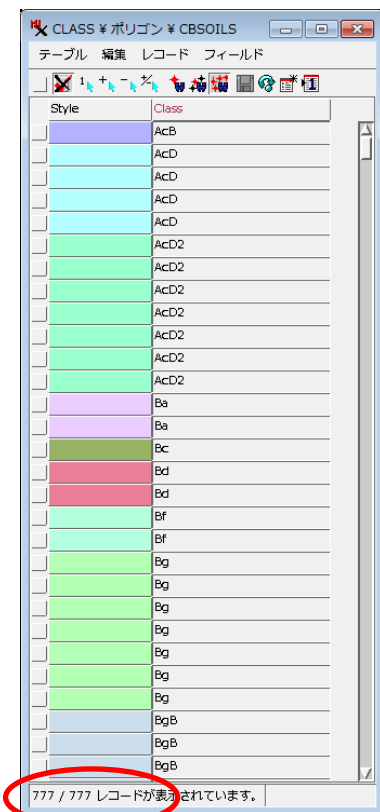 CLASS ¥ ポリゴン ¥ CBSOILS
テーブル 編集 レコード フィールド
Style Class
AcB
AcD
AcD
AcD
AcD
AcD2
AcD2
AcD2
AcD2
AcD2
AcD2
AcD2
Ba
Ba
Bc
Bd
Bd
Bf
Bf
Bg
Bg
Bg
Bg
Bg
Bg
Bg
BgB
BgB
BgB
777 / 777 レコードが表示されています。